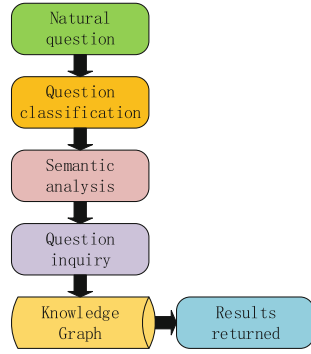 Natural
question
Question
classification
Semantic
analysis
Question
inquiry
Knowledge
Graph
Results
returned